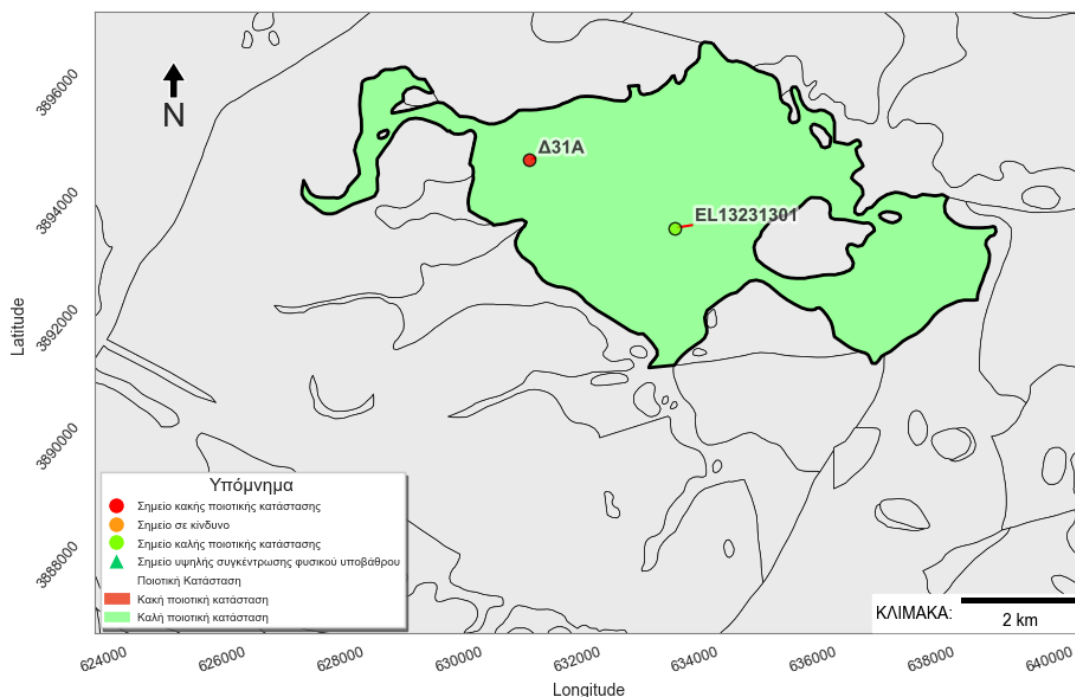 N
Δ31Α
EL13231301
Latitude
3896000
3894000
3892000
3890000
3888000
Υπόμνημα
Σημείο κακής ποιοτικής κατάστασης
Σημείο σε κίνδυνο
Σημείο καλής ποιοτικής κατάστασης
Σημείο υψηλής συγκέντρωσης φυσικού υποβάθρου
Ποιοτική Κατάσταση
Κακή ποιοτική κατάσταση
Καλή ποιοτική κατάσταση
ΚΛΙΜΑΚΑ:
2 km
624000
626000
628000
630000
632000
634000
636000
638000
640000
Longitude